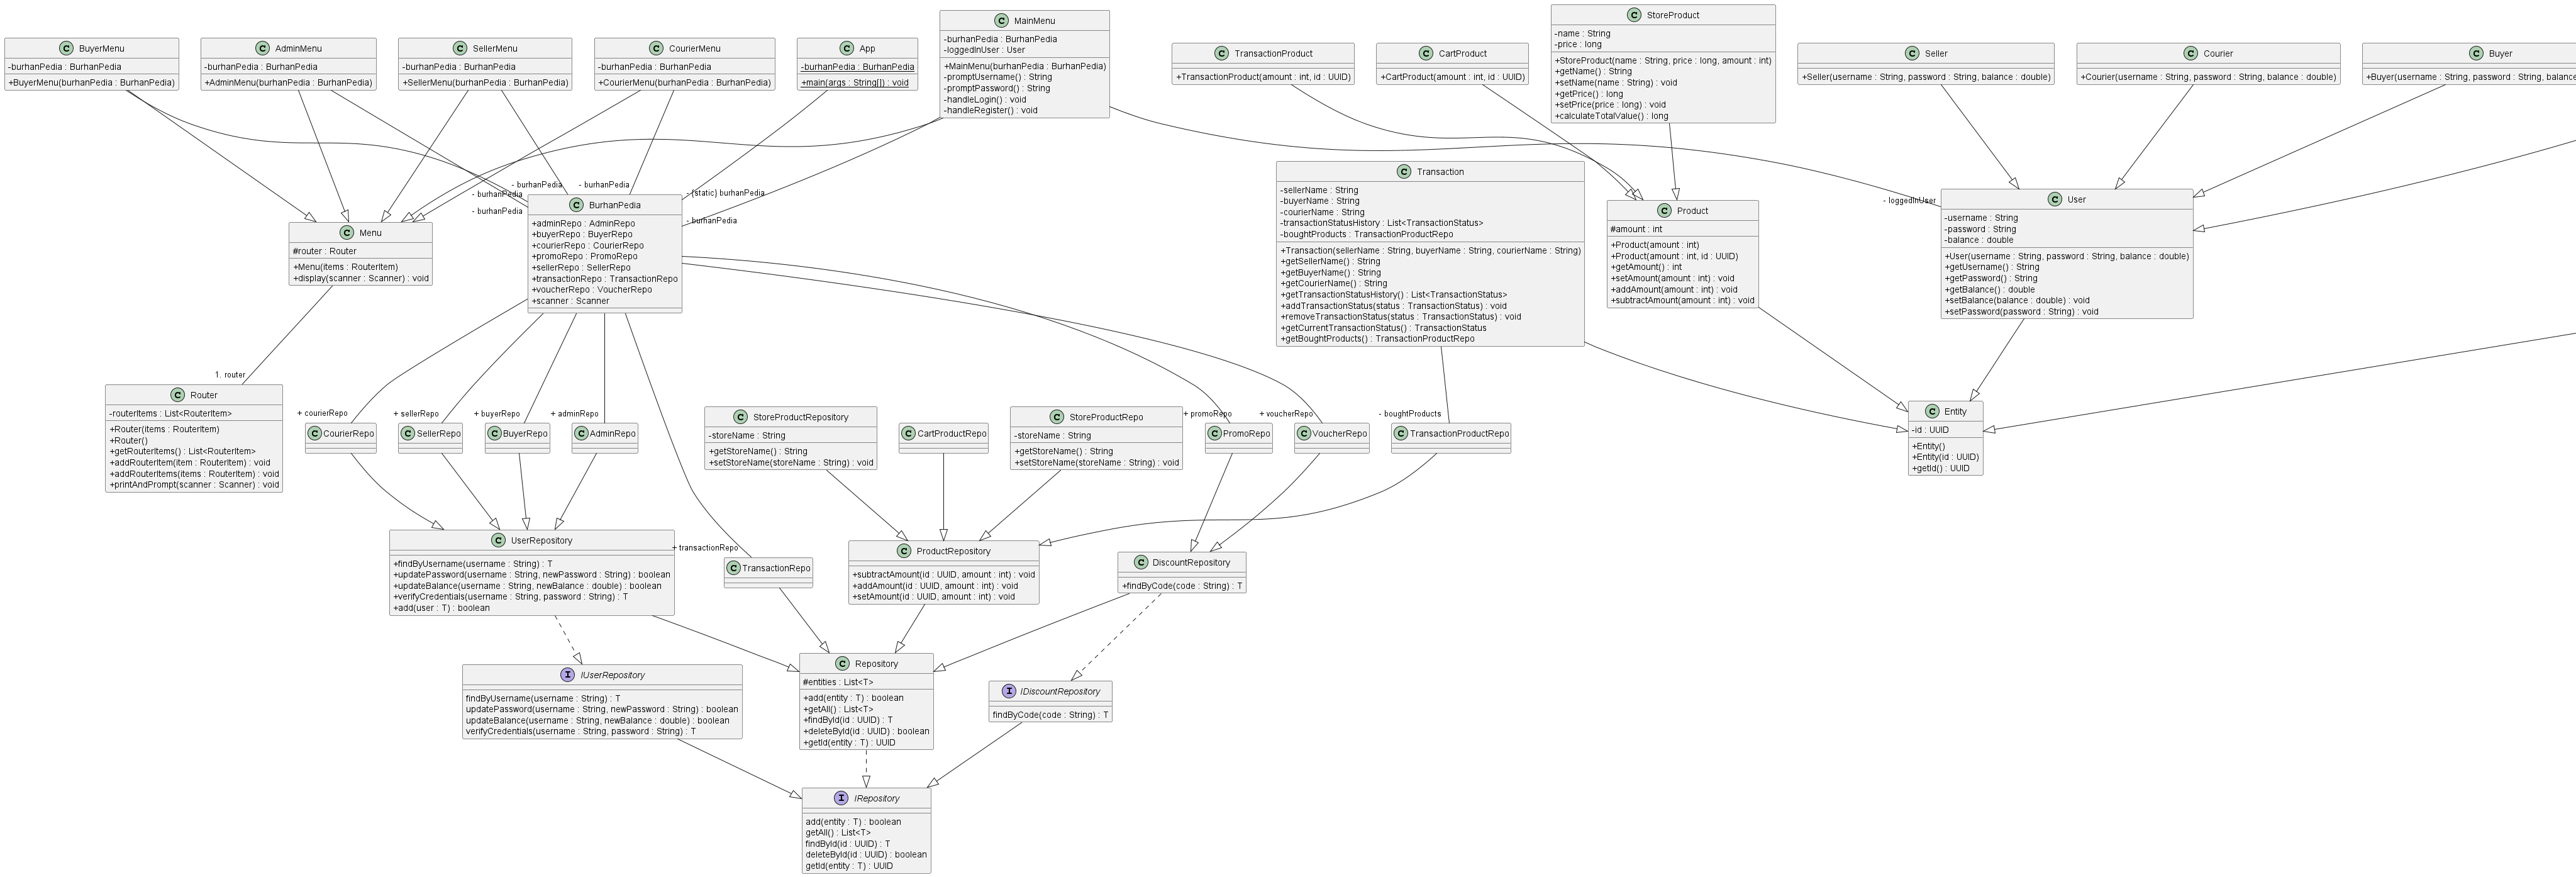 C BuyerMenu
-burhanPedia : BurhanPedia
+BuyerMenu(burhanPedia : BurhanPedia)
C AdminMenu
-burhanPedia : BurhanPedia
+AdminMenu(burhanPedia : BurhanPedia)
C SellerMenu
-burhanPedia : BurhanPedia
+SellerMenu(burhanPedia : BurhanPedia)
C CourierMenu
-burhanPedia : BurhanPedia
+CourierMenu(burhanPedia : BurhanPedia)
C App
-burhanPedia : BurhanPedia
+main(args : String[]) : void
C MainMenu
-burhanPedia : BurhanPedia
-loggedInUser : User
+MainMenu(burhanPedia : BurhanPedia)
-promptUsername() : String
-promptPassword() : String
-handleLogin() : void
-handleRegister() : void
C TransactionProduct
+TransactionProduct(amount : int, id : UUID)
C CartProduct
+CartProduct(amount : int, id : UUID)
C StoreProduct
-name : String
-price : long
+StoreProduct(name : String, price : long, amount : int)
+getName() : String
+setName(name : String) : void
+getPrice() : long
+setPrice(price : long) : void
+calculateTotalValue() : long
C Seller
+Seller(username : String, password : String, balance : double)
C Courier
+Courier(username : String, password : String, balance : double)
C Buyer
+Buyer(username : String, password : String, balance
- burhanPedia
- burhanPedia
- burhanPedia
- burhanPedia
- {static} burhanPedia
- burhanPedia
- loggedInUser
C Menu
#router : Router
+Menu(items : RouterItem)
+display(scanner : Scanner) : void
C BurhanPedia
+adminRepo : AdminRepo
+buyerRepo : BuyerRepo
+courierRepo : CourierRepo
+promoRepo : PromoRepo
+sellerRepo : SellerRepo
+transactionRepo : TransactionRepo
+voucherRepo : VoucherRepo
+scanner : Scanner
C Transaction
-sellerName : String
-buyerName : String
-courierName : String
-transactionStatusHistory : List<TransactionStatus>
-boughtProducts : TransactionProductRepo
+Transaction(sellerName : String, buyerName : String, courierName : String)
+getSellerName() : String
+getBuyerName() : String
+getCourierName() : String
+getTransactionStatusHistory() : List<TransactionStatus>
+addTransactionStatus(status : TransactionStatus) : void
+removeTransactionStatus(status : TransactionStatus) : void
+getCurrentTransactionStatus() : TransactionStatus
+getBoughtProducts() : TransactionProductRepo
C Product
#amount : int
+Product(amount : int)
+Product(amount : int, id : UUID)
+getAmount() : int
+setAmount(amount : int) : void
+addAmount(amount : int) : void
+subtractAmount(amount : int) : void
C User
-username : String
-password : String
-balance : double
+User(username : String, password : String, balance : double)
+getUsername() : String
+getPassword() : String
+getBalance() : double
+setBalance(balance : double) : void
+setPassword(password : String) : void
1. router
C Router
-routerItems : List<RouterItem>
+Router(items : RouterItem)
+Router()
+getRouterItems() : List<RouterItem>
+addRouterItem(item : RouterItem) : void
+addRouterItems(items : RouterItem) : void
+printAndPrompt(scanner : Scanner) : void
+ courierRepo
C CourierRepo
+ sellerRepo
C SellerRepo
+ buyerRepo
C BuyerRepo
+ adminRepo
C AdminRepo
C StoreProductRepository
-storeName : String
+getStoreName() : String
+setStoreName(storeName : String) : void
C CartProductRepo
C StoreProductRepo
-storeName : String
+getStoreName() : String
+setStoreName(storeName : String) : void
+ promoRepo
C PromoRepo
+ voucherRepo
C VoucherRepo
- boughtProducts
C TransactionProductRepo
C Entity
-id : UUID
+Entity()
+Entity(id : UUID)
+getId() : UUID
C UserRepository
+findByUsername(username : String) : T
+updatePassword(username : String, newPassword : String) : boolean
+updateBalance(username : String, newBalance : double) : boolean
+verifyCredentials(username : String, password : String) : T
+add(user : T) : boolean
+ transactionRepo
C TransactionRepo
C ProductRepository
+subtractAmount(id : UUID, amount : int) : void
+addAmount(id : UUID, amount : int) : void
+setAmount(id : UUID, amount : int) : void
C DiscountRepository
+findByCode(code : String) : T
I IUserRepository
findByUsername(username : String) : T
updatePassword(username : String, newPassword : String) : boolean
updateBalance(username : String, newBalance : double) : boolean
verifyCredentials(username : String, password : String) : T
C Repository
#entities : List<T>
+add(entity : T) : boolean
+getAll() : List<T>
+findById(id : UUID) : T
+deleteById(id : UUID) : boolean
+getId(entity : T) : UUID
I IDiscountRepository
findByCode(code : String) : T
I IRepository
add(entity : T) : boolean
getAll() : List<T>
findById(id : UUID) : T
deleteById(id : UUID) : boolean
getId(entity : T) : UUID